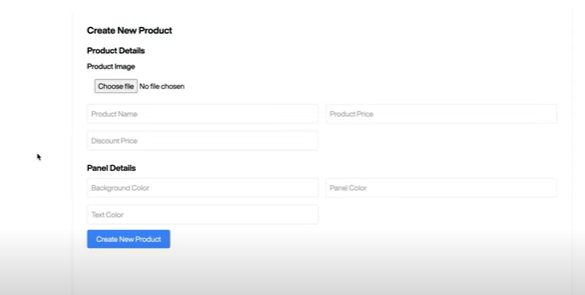 Create New Product
Product Details
Product Image
Choose file No file chosen
Product Name Product Price
Discount Price
Panel Details
Background Color Panel Color
Text Color
Create New Product